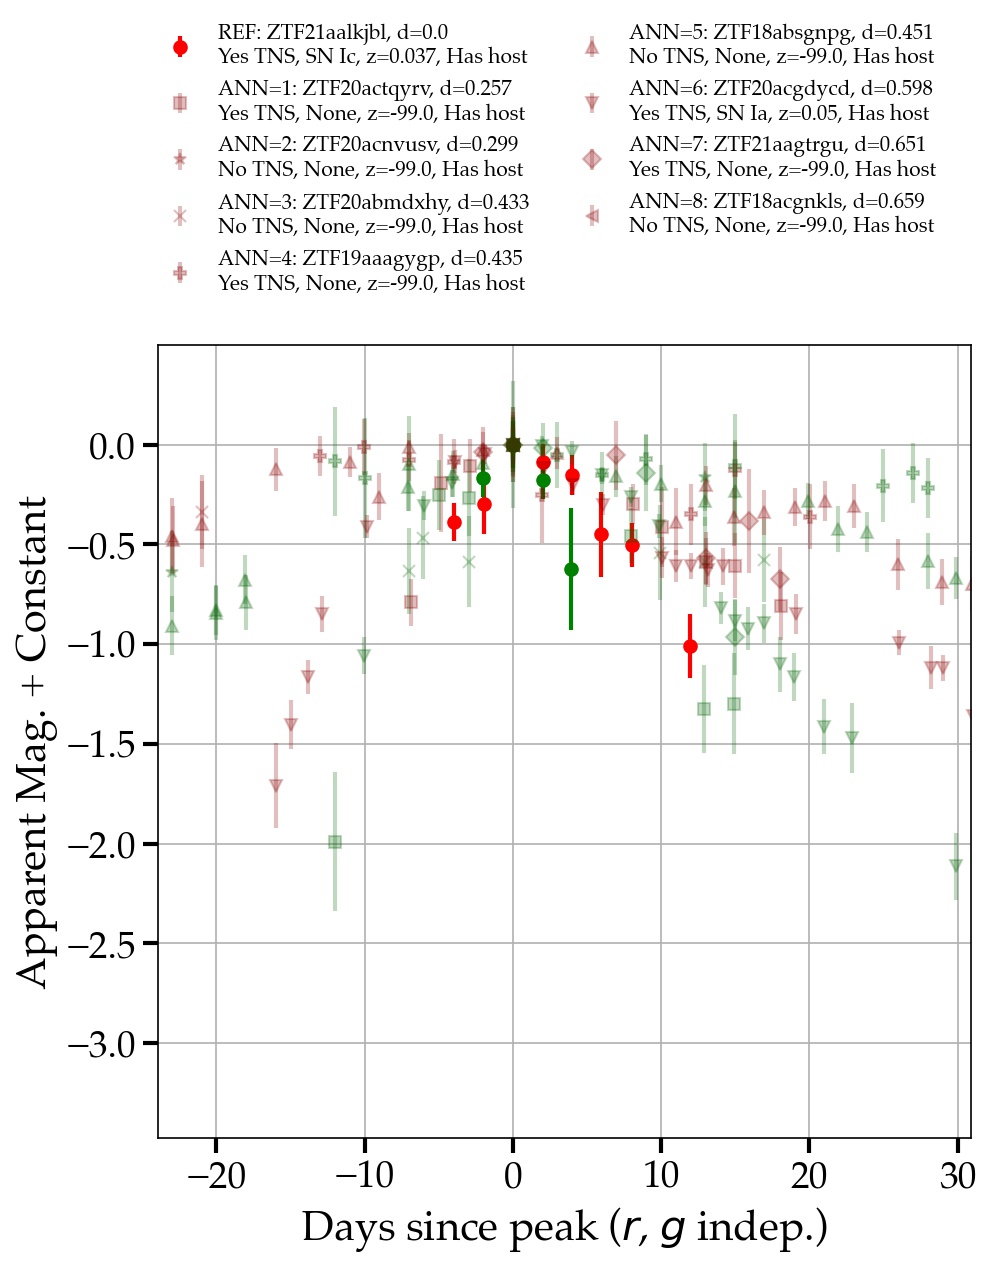 REF: ZTF21aalkjbl, d=0.0
Yes TNS, SN Ic, z=0.037, Has host
ANN=1: ZTF20actqyrv, d=0.257
Yes TNS, None, z=-99.0, Has host
ANN=2: ZTF20acnvusv, d=0.299
No TNS, None, z=-99.0, Has host
ANN=3: ZTF20abmdxhy, d=0.433
No TNS, None, z=-99.0, Has host
ANN=4: ZTF19aaagygp, d=0.435
Yes TNS, None, z=-99.0, Has host
ANN=5: ZTF18absgnpg, d=0.451
No TNS, None, z=-99.0, Has host
ANN=6: ZTF20acgdycd, d=0.598
Yes TNS, SN Ia, z=0.05, Has host
ANN=7: ZTF21aagtrgu, d=0.651
Yes TNS, None, z=-99.0, Has host
ANN=8: ZTF18acgnkls, d=0.659
No TNS, None, z=-99.0, Has host
Apparent Mag. + Constant
0.0
−0.5
−1.0
−1.5
−2.0
−2.5
−3.0
−20 −10 0 10 20 30
Days since peak (r, g indep.)